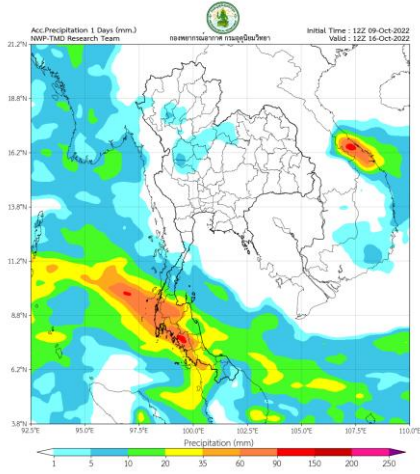 Acc.Precipitation 1 Days (mm.)
NWP-TMD Research Team
กองพยากรณ์อากาศ กรมอุตุนิยมวิทยา
Initial Time : 12Z 09-Oct-2022
Valid : 12Z 16-Oct-2022
21.2°N
18.8°N
16.2°N
13.8°N
11.2°N
8.8°N
6.2°N
3.8°N
92.5°E 95.0°E 97.5°E 100.0°E 102.5°E 105.0°E 107.5°E 110.0°E
Precipitation (mm)
1 5 10 20 35 60 90 150 200 250